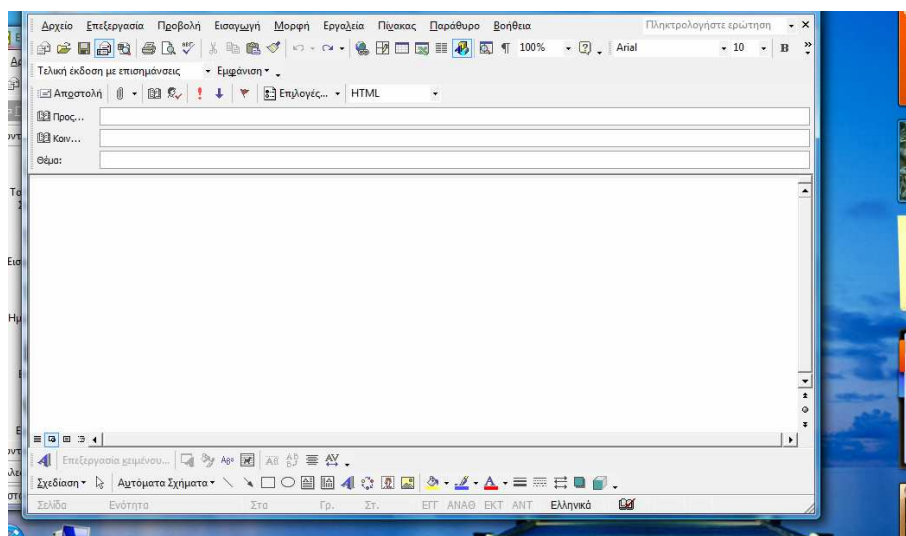 Αρχείο Επεξεργασία Προβολή Εισαγωγή Μορφή Εργαλεία Πίνακας Παράθυρο Βοήθεια Πληκτρολογήστε ερώτηση
100% Arial 10 B
Τελική έκδοση με επισημάνσεις Εμφάνιση
Αποστολή Επιλογές... HTML
Προς...
Κοιν...
Θέμα:
Επεξεργασία κειμένου...
Σχεδίαση Αυτόματα Σχήματα
Σελίδα Ενότητα Στα Γρ. Στ. ΕΓΓ ΑΝΑΘ ΕΚΤ ΑΝΤ Ελληνικά